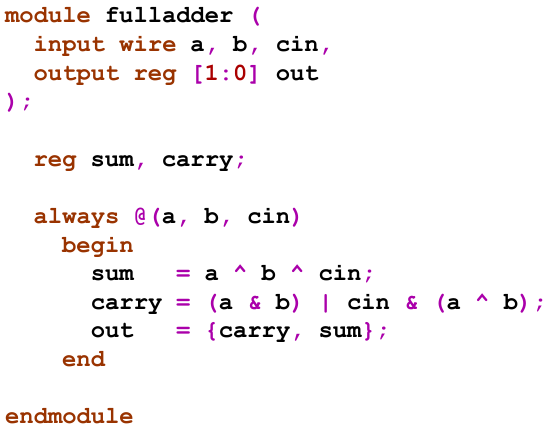 module fulladder (
  input wire a, b, cin,
  output reg [1:0] out
);

  reg sum, carry;

  always @(a, b, cin)
    begin
      sum   = a ^ b ^ cin;
      carry = (a & b) | cin & (a ^ b);
      out   = {carry, sum};
    end

endmodule